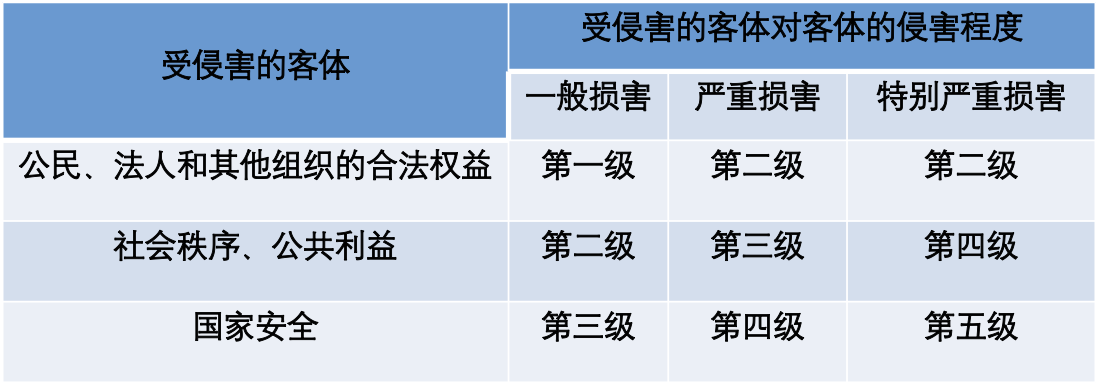 受侵害的客体
受侵害的客体对客体的侵害程度
一般损害 严重损害 特别严重损害
公民、法人和其他组织的合法权益 第一级 第二级 第二级
社会秩序、公共利益 第二级 第三级 第四级
国家安全 第三级 第四级 第五级